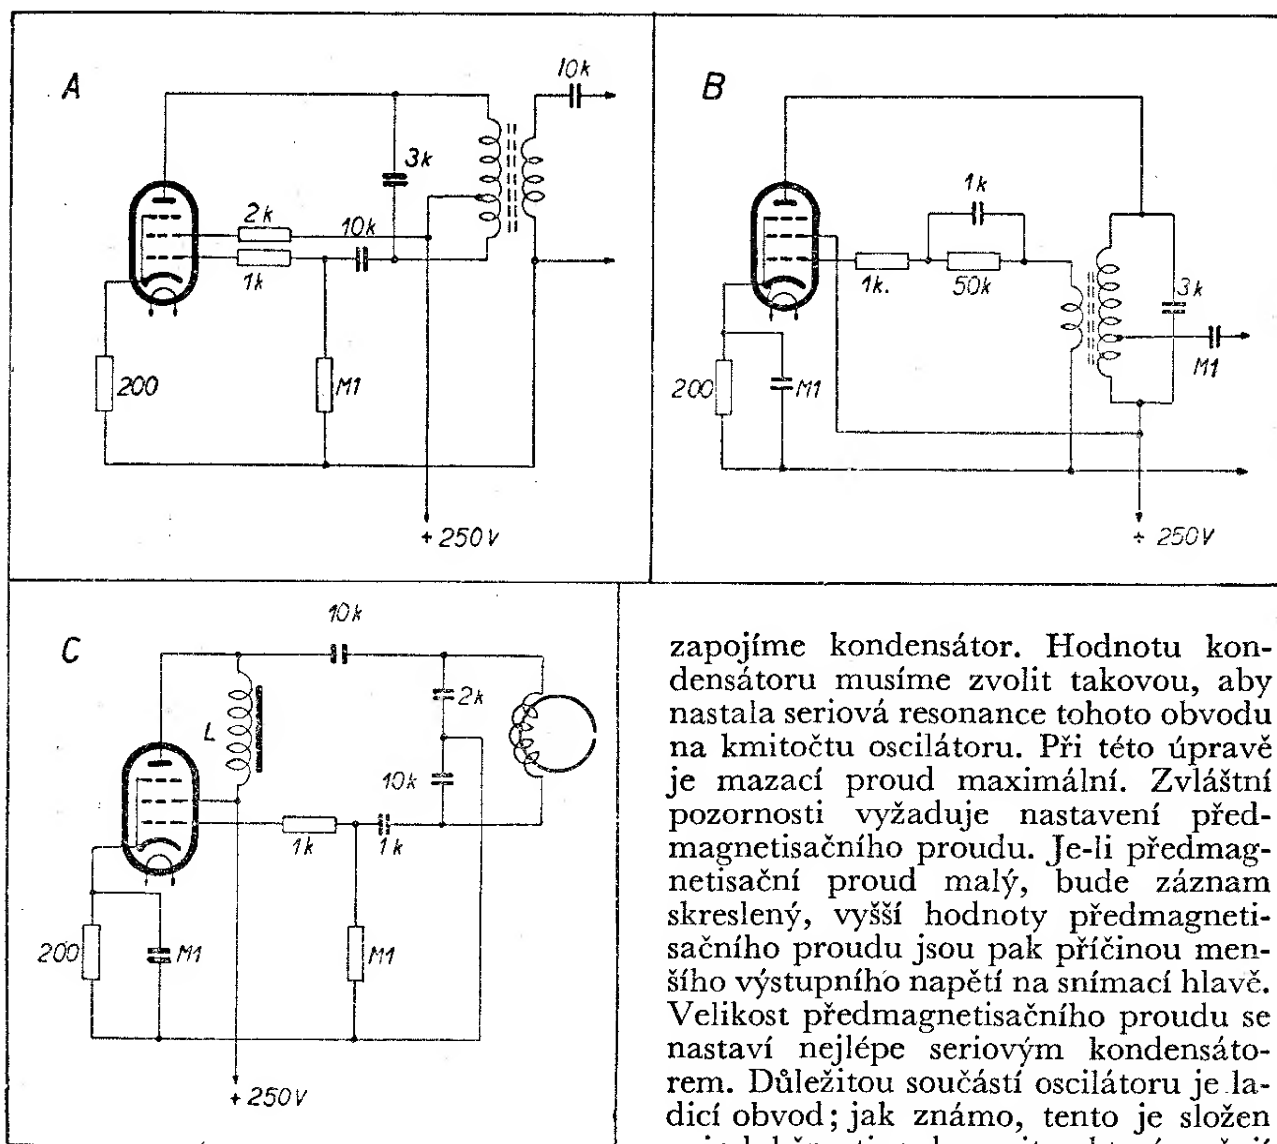 A
10k
3k
2k
10k
1k
200
M1
+ 250V
B
1k
1k.
50k
3k
M1
200
M1
+ 250V
C
10k
L
2k
10k
1k
1k
200
M1
M1
+ 250V
zapojíme kondensátor. Hodnotu kon-
densátoru musíme zvolit takovou, aby
nastala seriová resonance tohoto obvodu
na kmitočtu oscilátoru. Při této úpravě
je mazací proud maximální. Zvláštní
pozornosti vyžaduje nastavení před-
magnetisačního proudu. Je-li předmag-
netisační proud malý, bude záznam
skreslený, vyšší hodnoty předmagneti-
sačního proudu jsou pak příčinou men-
šího výstupního napětí na snímací hlavě.
Velikost předmagnetisačního proudu se
nastaví nejlépe seriovým kondensáto-
rem. Důležitou součástí oscilátoru je la-
dicí obvod; jak známo, tento je složen